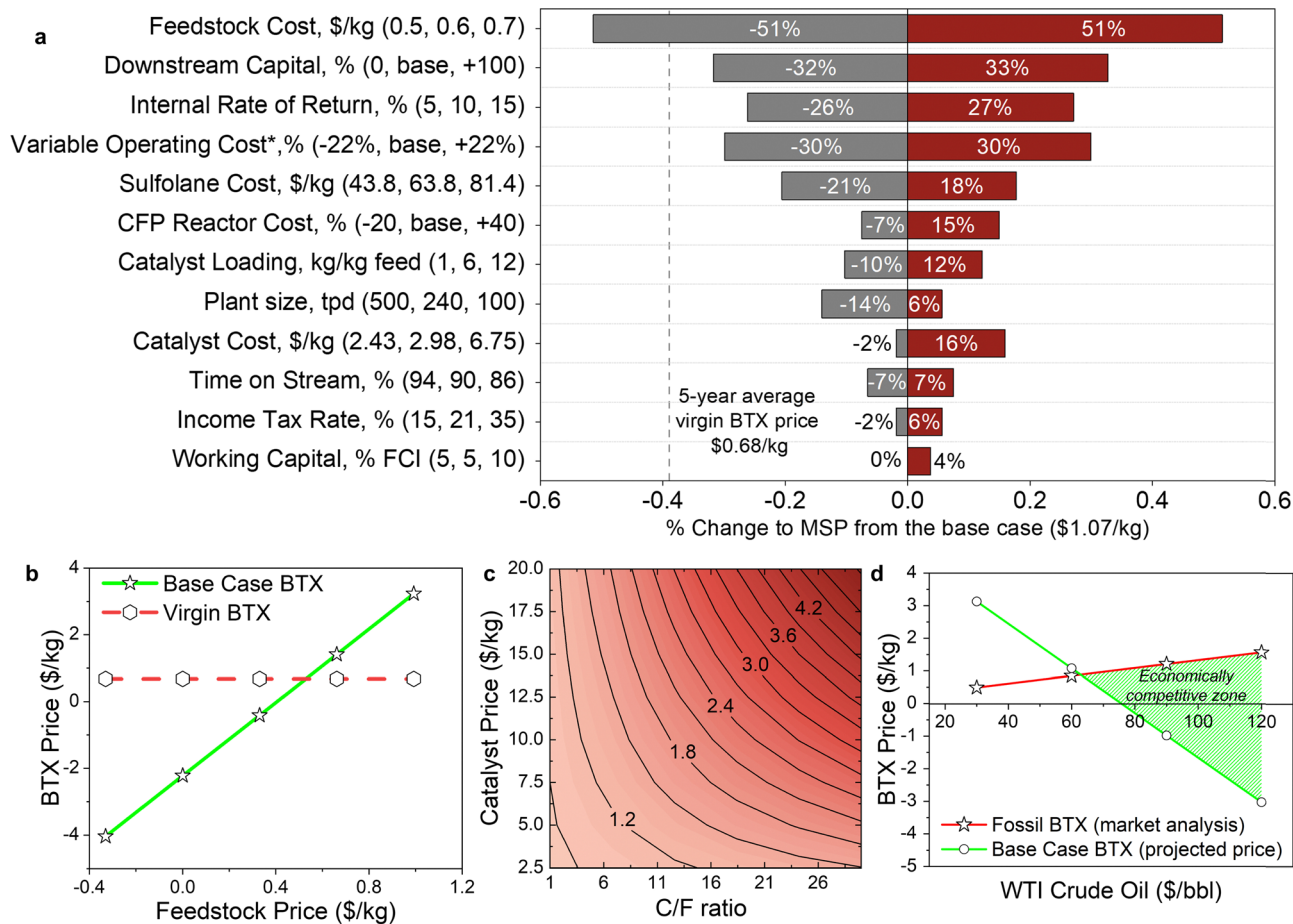 a
Feedstock Cost, $/kg (0.5, 0.6, 0.7)
-51%
51%
Downstream Capital, % (0, base, +100)
-32%
33%
Internal Rate of Return, % (5, 10, 15)
-26%
27%
Variable Operating Cost*,% (-22%, base, +22%)
-30%
30%
Sulfolane Cost, $/kg (43.8, 63.8, 81.4)
-21%
18%
CFP Reactor Cost, % (-20, base, +40)
-7%
15%
Catalyst Loading, kg/kg feed (1, 6, 12)
-10%
12%
Plant size, tpd (500, 240, 100)
-14%
6%
Catalyst Cost, $/kg (2.43, 2.98, 6.75)
-2%
16%
Time on Stream, % (94, 90, 86)
-7%
7%
Income Tax Rate, % (15, 21, 35)
-2%
6%
Working Capital, % FCI (5, 5, 10)
0%
4%
5-year average
virgin BTX price
$0.68/kg
-0.6
-0.4
-0.2
0.0
0.2
0.4
0.6
% Change to MSP from the base case ($1.07/kg)
b
Base Case BTX
Virgin BTX
BTX Price ($/kg)
4
2
0
-2
-4
-0.4
0.0
0.4
0.8
1.2
Feedstock Price ($/kg)
c
Catalyst Price ($/kg)
20.0
17.5
15.0
12.5
10.0
7.5
5.0
2.5
4.2
3.6
3.0
2.4
1.8
1.2
1
6
11
16
21
26
C/F ratio
d
BTX Price ($/kg)
4
3
2
1
0
-1
-2
-3
-4
-5
20
40
60
80
100
120
Economically
competitive zone
Fossil BTX (market analysis)
Base Case BTX (projected price)
WTI Crude Oil ($/bbl)